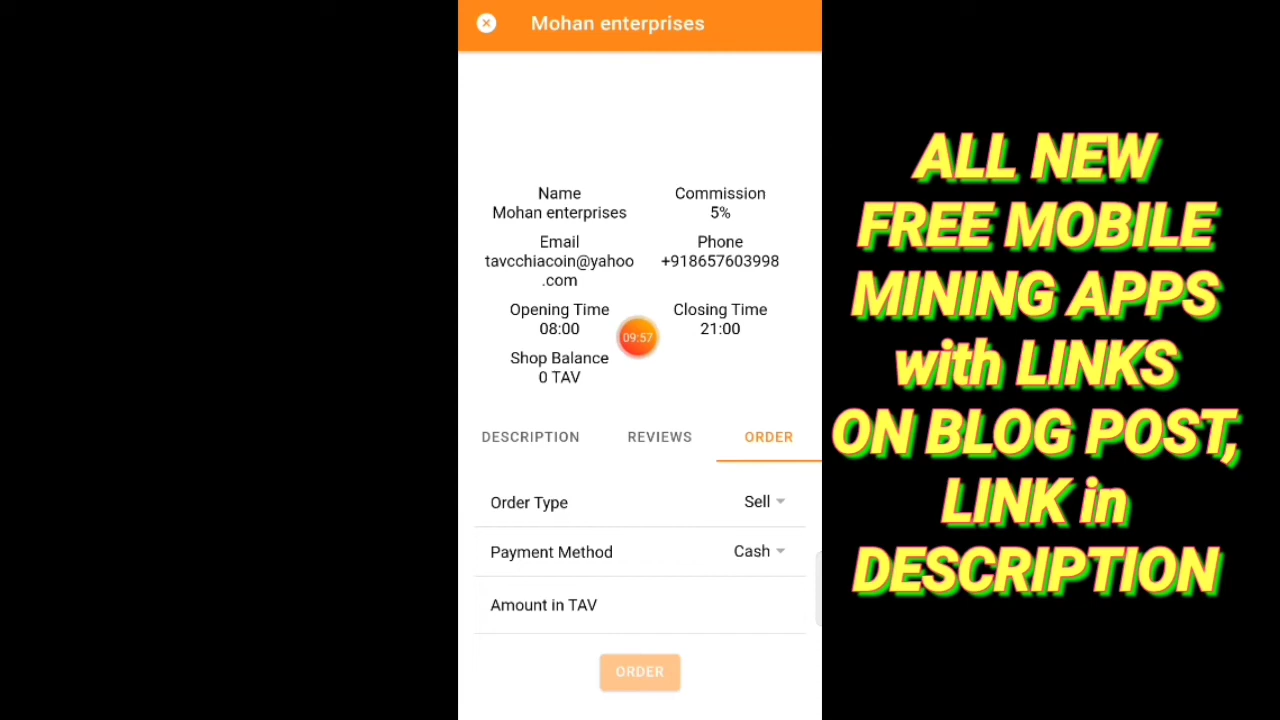 Mohan enterprises
Name
Mohan enterprises
Commission
5%
Email
tavcchiacoin@yahoo
.com
Phone
+918657603998
Opening Time
08:00
Closing Time
21:00
09:57
Shop Balance
0 TAV
DESCRIPTION
REVIEWS
ORDER
Order Type
Sell
Payment Method
Cash
Amount in TAV
ORDER
ALL NEW
FREE MOBILE
MINING APPS
with LINKS
ON BLOG POST,
LINK in
DESCRIPTION